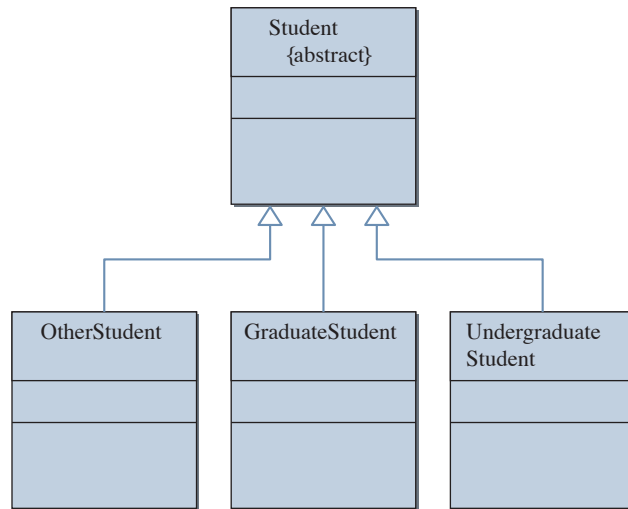 Student
{abstract}
OtherStudent
GraduateStudent
Undergraduate
Student